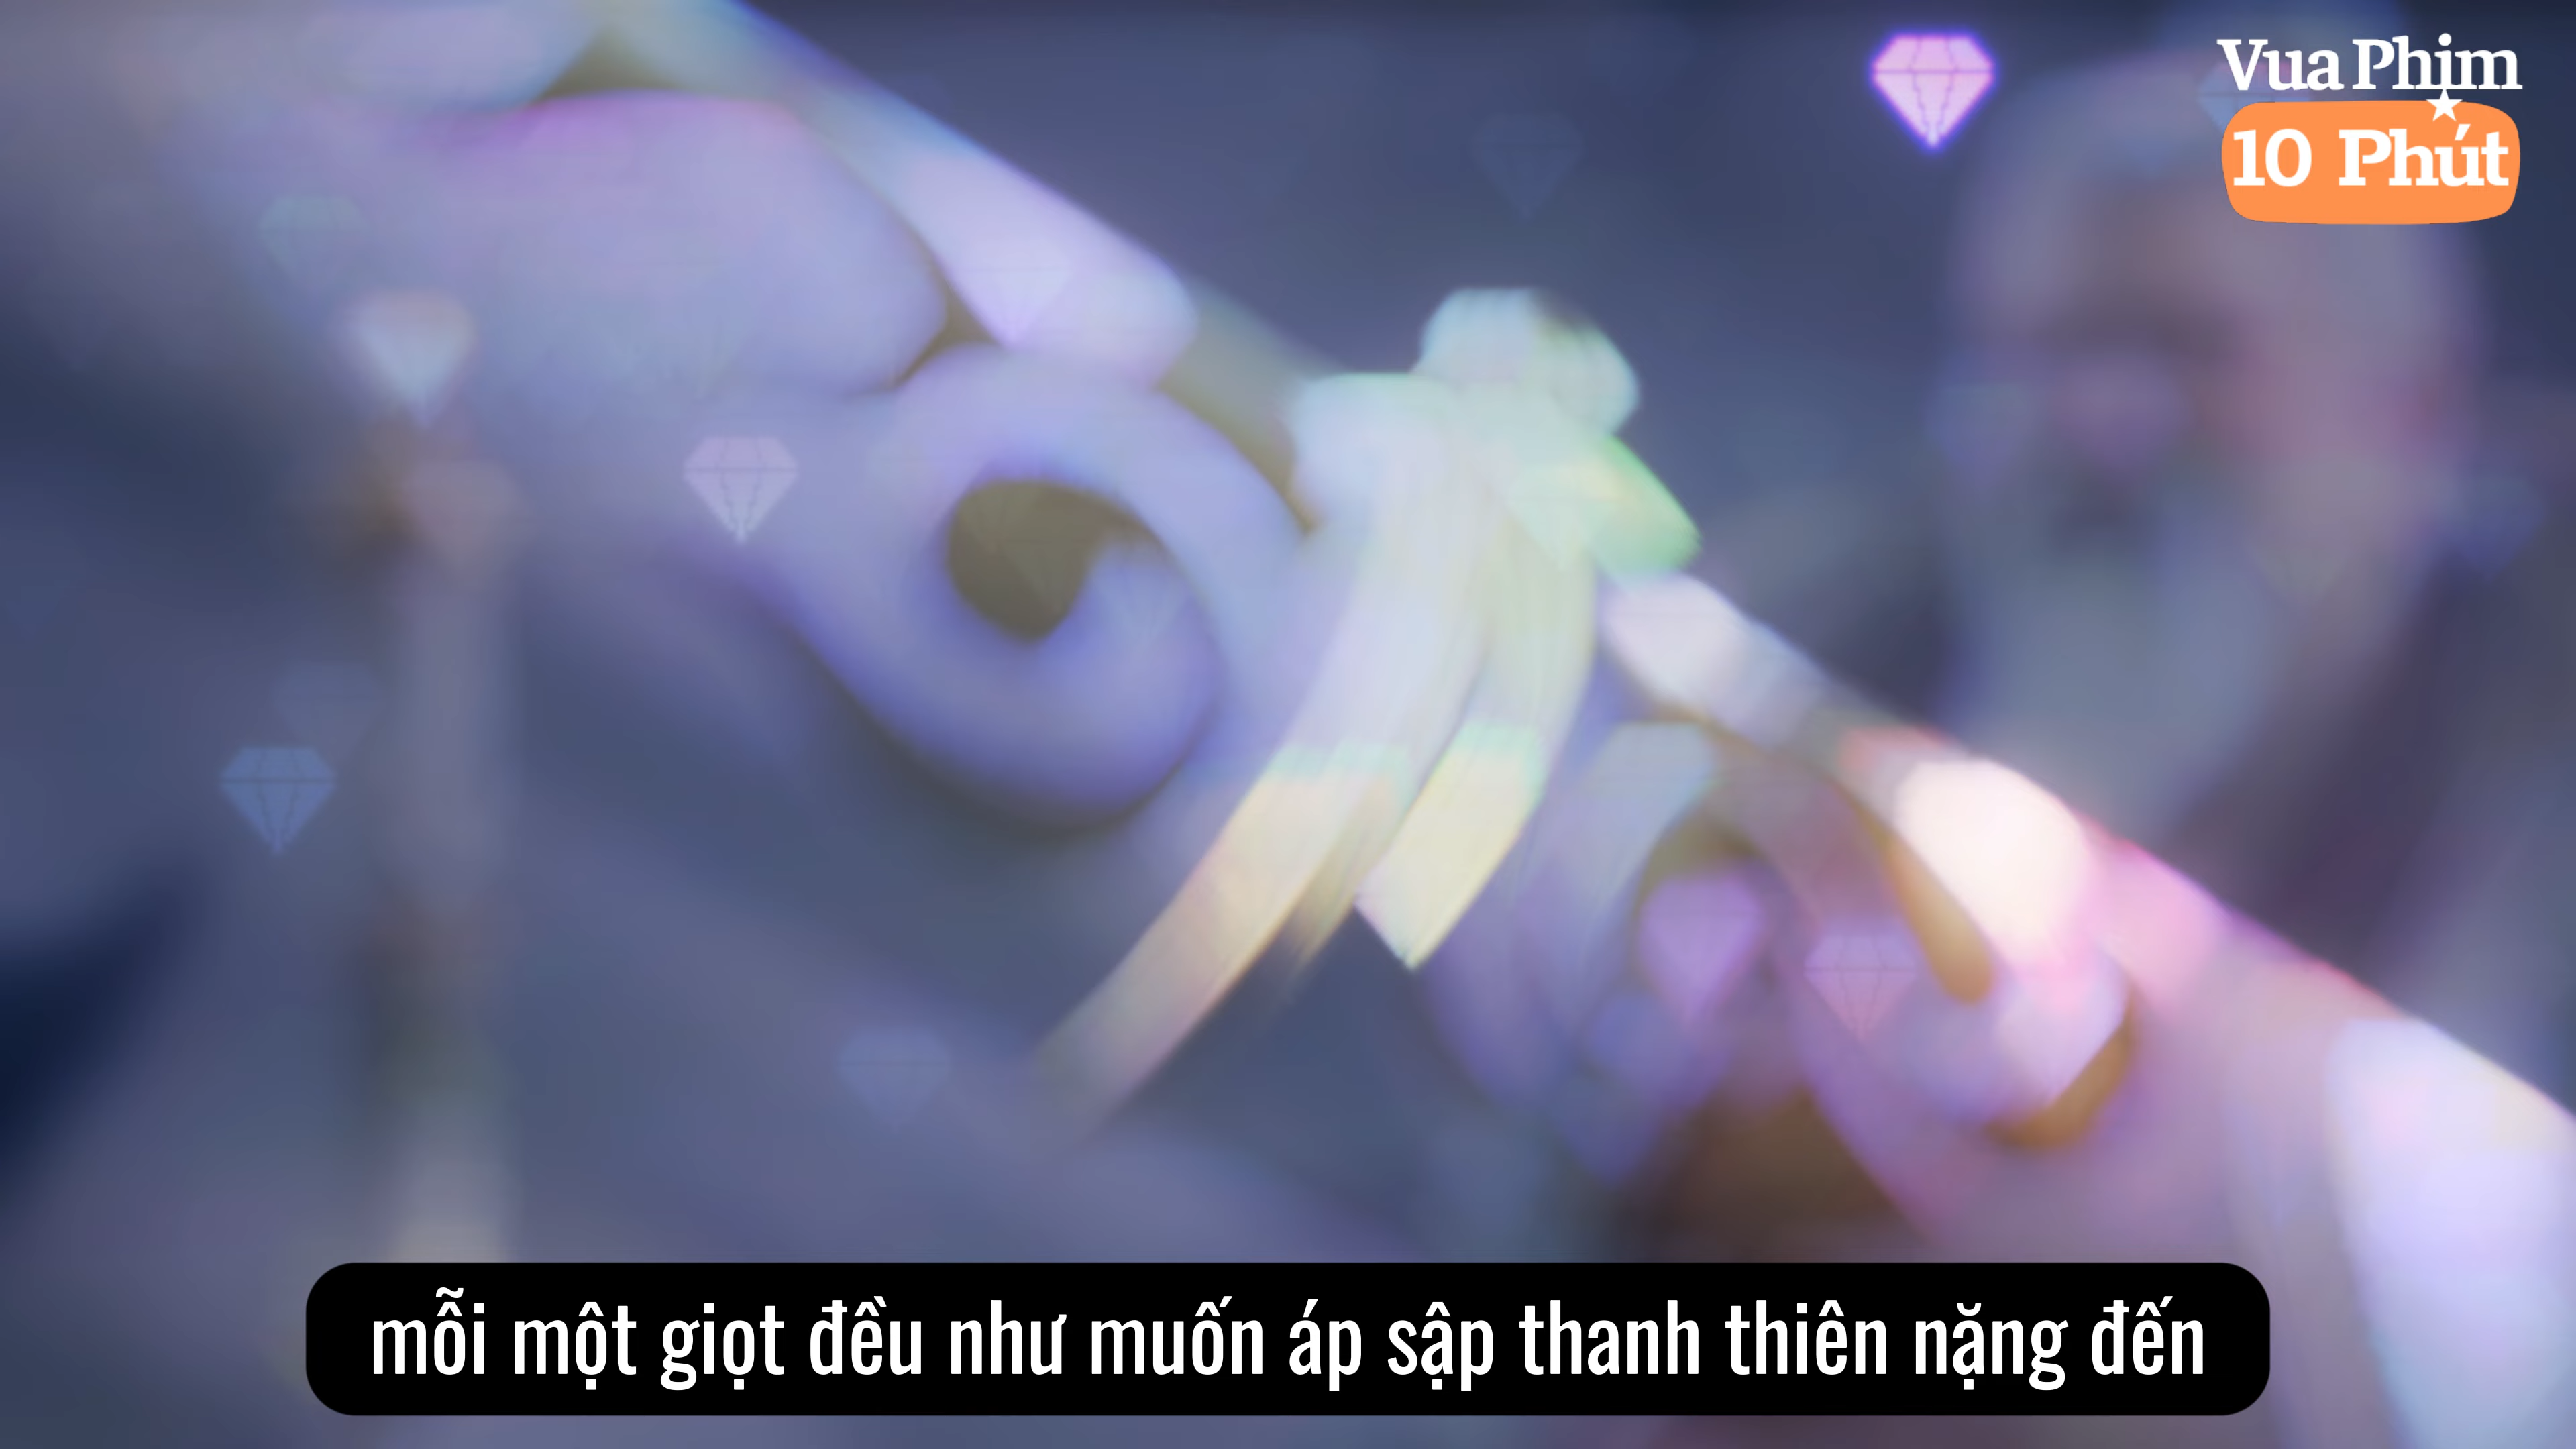 Vua Phim
10 Phút
mỗi một giọt đều như muốn áp sập thanh thiên nặng đến